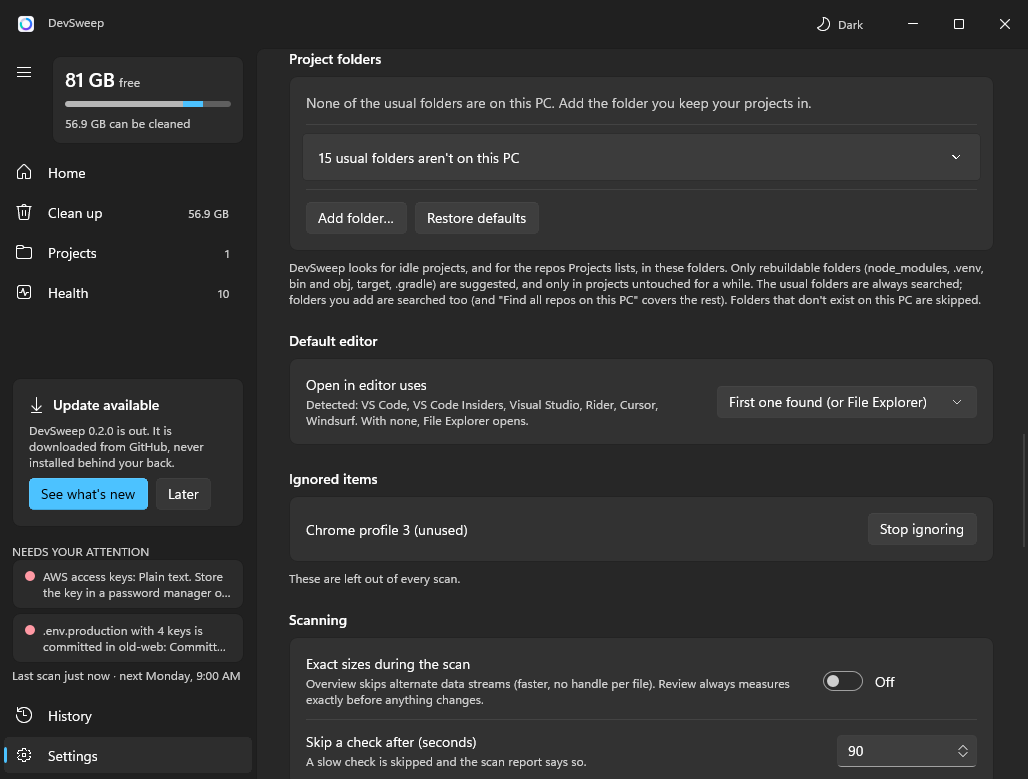 DevSweep
Dark
81 GB free
56.9 GB can be cleaned
Home
Clean up 56.9 GB
Projects 1
Health 10
Update available
DevSweep 0.2.0 is out. It is
downloaded from GitHub, never
installed behind your back.
See what's new
Later
NEEDS YOUR ATTENTION
AWS access keys: Plain text. Store
the key in a password manager o...
.env.production with 4 keys is
committed in old-web: Committ...
Last scan just now · next Monday, 9:00 AM
History
Settings
Project folders
None of the usual folders are on this PC. Add the folder you keep your projects in.
15 usual folders aren't on this PC
Add folder...
Restore defaults
DevSweep looks for idle projects, and for the repos Projects lists, in these folders. Only rebuildable folders (node_modules, .venv,
bin and obj, target, .gradle) are suggested, and only in projects untouched for a while. The usual folders are always searched;
folders you add are searched too (and "Find all repos on this PC" covers the rest). Folders that don't exist on this PC are skipped.
Default editor
Open in editor uses
Detected: VS Code, VS Code Insiders, Visual Studio, Rider, Cursor,
Windsurf. With none, File Explorer opens.
First one found (or File Explorer)
Ignored items
Chrome profile 3 (unused)
Stop ignoring
These are left out of every scan.
Scanning
Exact sizes during the scan
Overview skips alternate data streams (faster, no handle per file). Review always measures
exactly before anything changes.
Off
Skip a check after (seconds)
A slow check is skipped and the scan report says so.
90